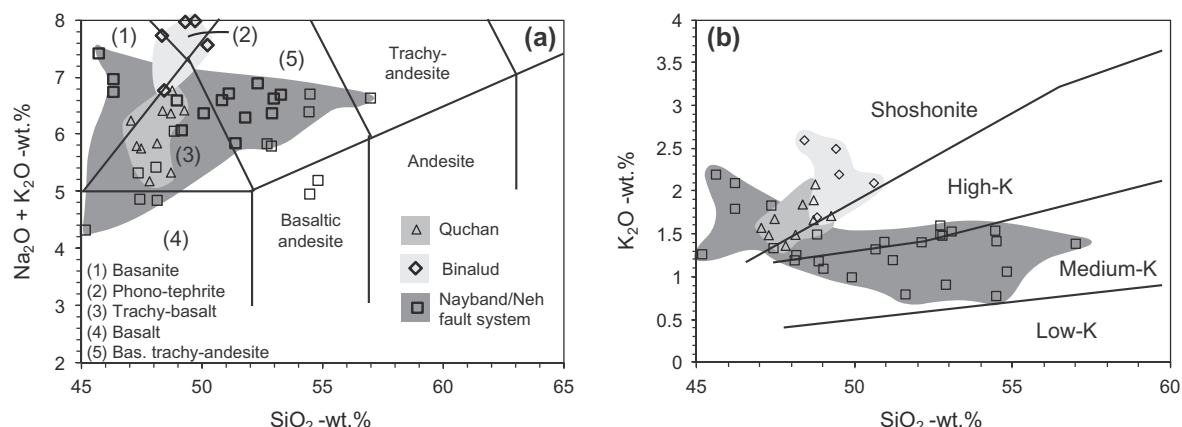 (a)
(1)
(2)
(5)
Trachy-
andesite
(3)
Andesite
Basaltic
andesite
(4)
Quchan
Binalud
Nayband/Neh
fault system
(1) Basanite
(2) Phono-tephrite
(3) Trachy-basalt
(4) Basalt
(5) Bas. trachy-andesite
Na2O + K2O -wt.%
8
7
6
5
4
3
2
45
50
55
60
65
SiO2 -wt.%
(b)
Shoshonite
High-K
Medium-K
Low-K
K2O -wt.%
4
3.5
3
2.5
2
1.5
1
0.5
0
45
50
55
60
SiO2 -wt.%